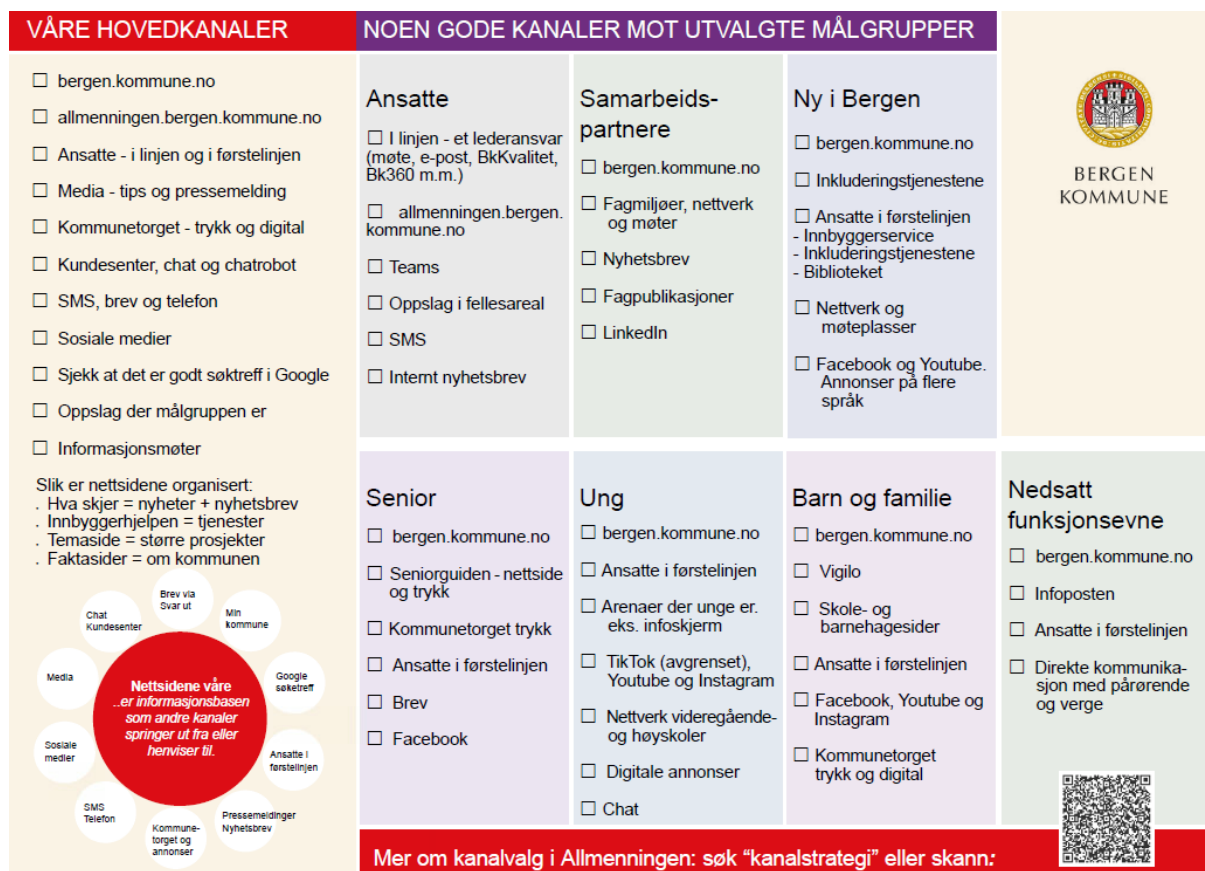 VÅRE HOVEDKANALER
☐ bergen.kommune.no
☐ allmenningen.bergen.kommune.no
☐ Ansatte - i linjen og i førstelinjen
☐ Media - tips og pressemelding
☐ Kommunetorget - trykk og digital
☐ Kundesenter, chat og chatrobot
☐ SMS, brev og telefon
☐ Sosiale medier
☐ Sjekk at det er godt søktreff i Google
☐ Oppslag der målgruppen er
☐ Informasjonsmøter
Slik er nettsidene organisert:
. Hva skjer = nyheter + nyhetsbrev
. Innbyggerhjelpen = tjenester
. Temaside = større prosjekter
. Faktasider = om kommunen
Brev via
Svar ut
Min
kommune
Google
søketreff
Ansatte i
førstelinjen
Pressemeldinger
Nyhetsbrev
Kommune-
torget og
annonser
SMS
Telefon
Sosiale
medier
Media
Chat
Kundesenter
Nettsidene våre
..er informasjonsbasen
som andre kanaler
springer ut fra eller
henviser til.
NOEN GODE KANALER MOT UTVALGTE MÅLGRUPPER
Ansatte
☐ I linjen - et lederansvar
(møte, e-post, BkKvalitet,
Bk360 m.m.)
☐ allmenningen.bergen.
kommune.no
☐ Teams
☐ Oppslag i fellesareal
☐ SMS
☐ Internt nyhetsbrev
Samarbeids-
partnere
☐ bergen.kommune.no
☐ Fagmiljøer, nettverk
og møter
☐ Nyhetsbrev
☐ Fagpublikasjoner
☐ LinkedIn
Ny i Bergen
☐ bergen.kommune.no
☐ Inkluderingstjenestene
☐ Ansatte i førstelinjen
- Innbyggerservice
- Inkluderingstjenestene
- Biblioteket
☐ Nettverk og
møteplasser
☐ Facebook og Youtube.
Annonser på flere
språk
BERGEN
KOMMUNE
Senior
☐ bergen.kommune.no
☐ Seniorguiden - nettside
og trykk
☐ Kommunetorget trykk
☐ Ansatte i førstelinjen
☐ Brev
☐ Facebook
Ung
☐ bergen.kommune.no
☐ Ansatte i førstelinjen
☐ Arenaer der unge er.
eks. infoskjerm
☐ TikTok (avgrenset),
Youtube og Instagram
☐ Nettverk videregående-
og høyskoler
☐ Digitale annonser
☐ Chat
Barn og familie
☐ bergen.kommune.no
☐ Vigilo
☐ Skole- og
barnehagesider
☐ Ansatte i førstelinjen
☐ Facebook, Youtube og
Instagram
☐ Kommunetorget
trykk og digital
Nedsatt
funksjonsevne
☐ bergen.kommune.no
☐ Infoposten
☐ Ansatte i førstelinjen
☐ Direkte kommunika-
sjon med pårørende
og verge
Mer om kanalvalg i Allmenningen: søk “kanalstrategi” eller skann: